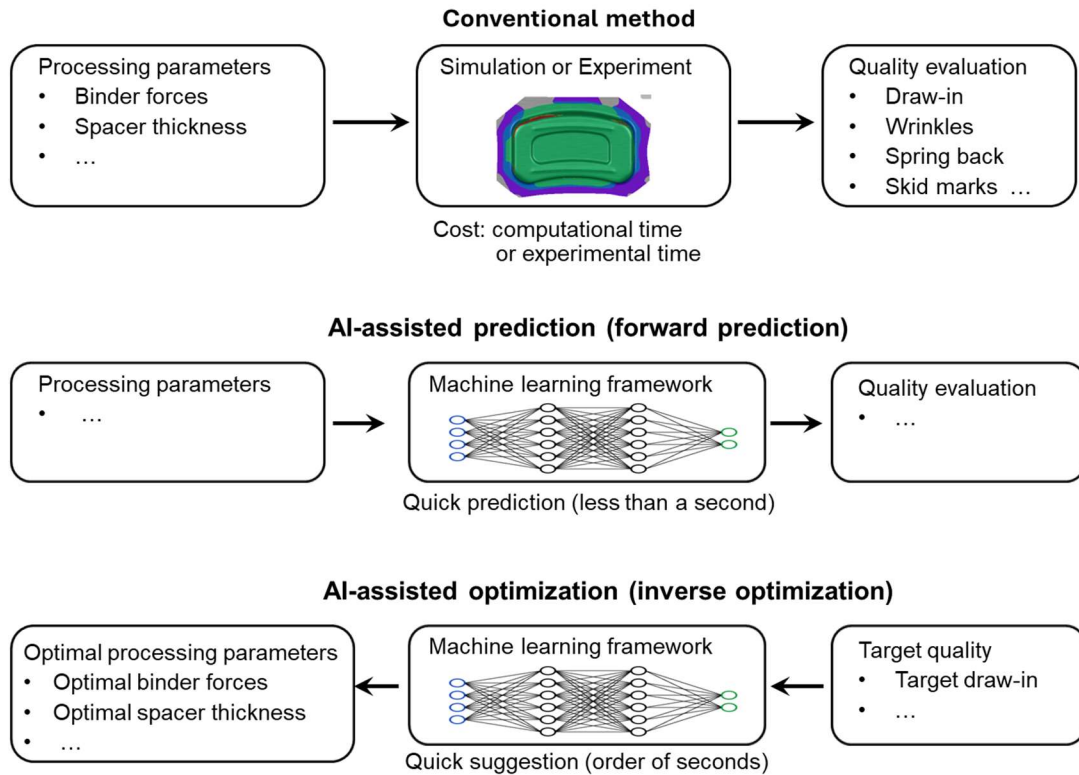 Conventional method
Processing parameters
• Binder forces
• Spacer thickness
• …
Simulation or Experiment
Cost: computational time
or experimental time
Quality evaluation
• Draw-in
• Wrinkles
• Spring back
• Skid marks …
AI-assisted prediction (forward prediction)
Processing parameters
• …
Machine learning framework
Quick prediction (less than a second)
Quality evaluation
• …
AI-assisted optimization (inverse optimization)
Optimal processing parameters
• Optimal binder forces
• Optimal spacer thickness
• …
Machine learning framework
Quick suggestion (order of seconds)
Target quality
• Target draw-in
• …